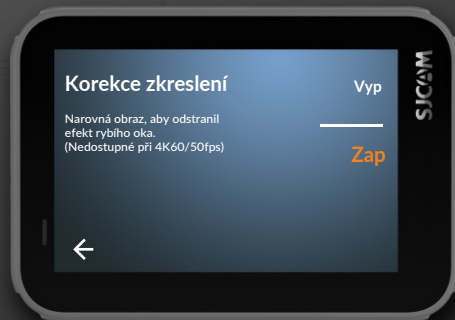 Korekce zkreslení
Vyp
Narovná obraz, aby odstranil
efekt rybího oka.
(Nedostupné při 4K60/50fps)
Zap
SJCAM